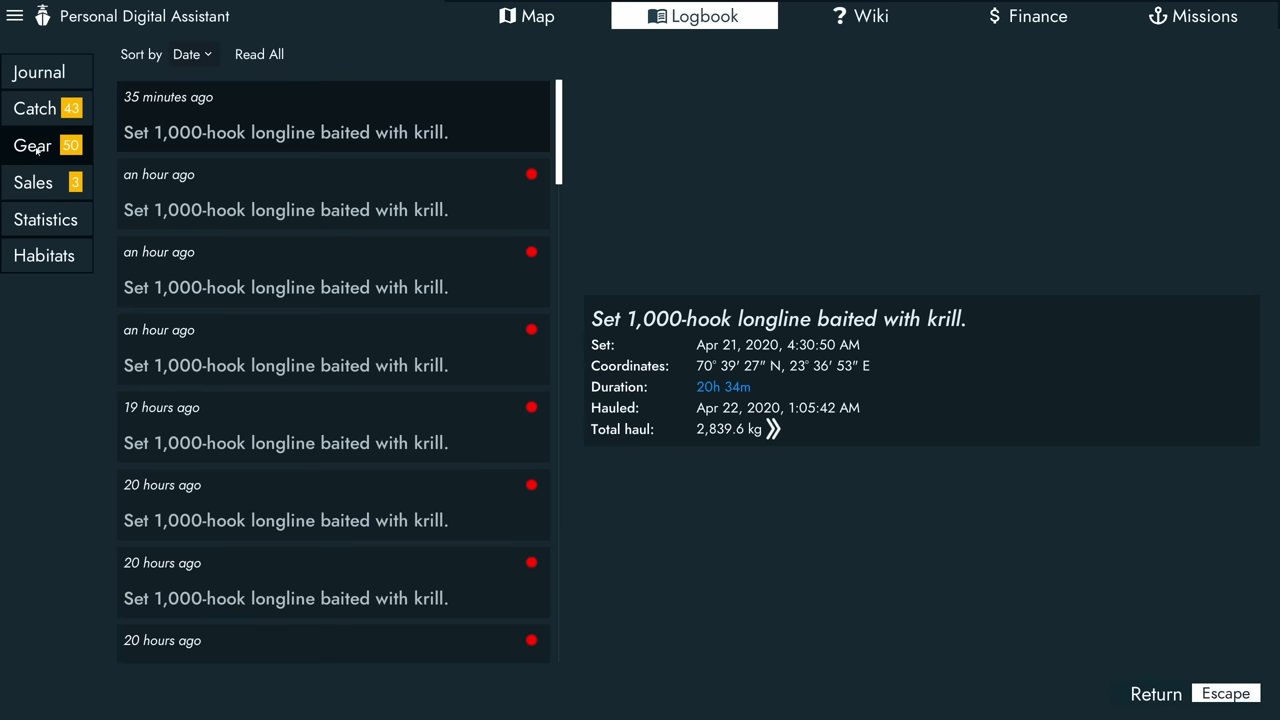 Personal Digital Assistant
Map
Logbook
? Wiki
$ Finance
Missions
Sort by Date
Read All
Journal
Catch 43
Gear 50
Sales 3
Statistics
Habitats
35 minutes ago
Set 1,000-hook longline baited with krill.
an hour ago
Set 1,000-hook longline baited with krill.
an hour ago
Set 1,000-hook longline baited with krill.
an hour ago
Set 1,000-hook longline baited with krill.
19 hours ago
Set 1,000-hook longline baited with krill.
20 hours ago
Set 1,000-hook longline baited with krill.
20 hours ago
Set 1,000-hook longline baited with krill.
20 hours ago
Set 1,000-hook longline baited with krill.
Set: Apr 21, 2020, 4:30:50 AM
Coordinates: 70° 39' 27" N, 23° 36' 53" E
Duration: 20h 34m
Hauled: Apr 22, 2020, 1:05:42 AM
Total haul: 2,839.6 kg
Return Escape